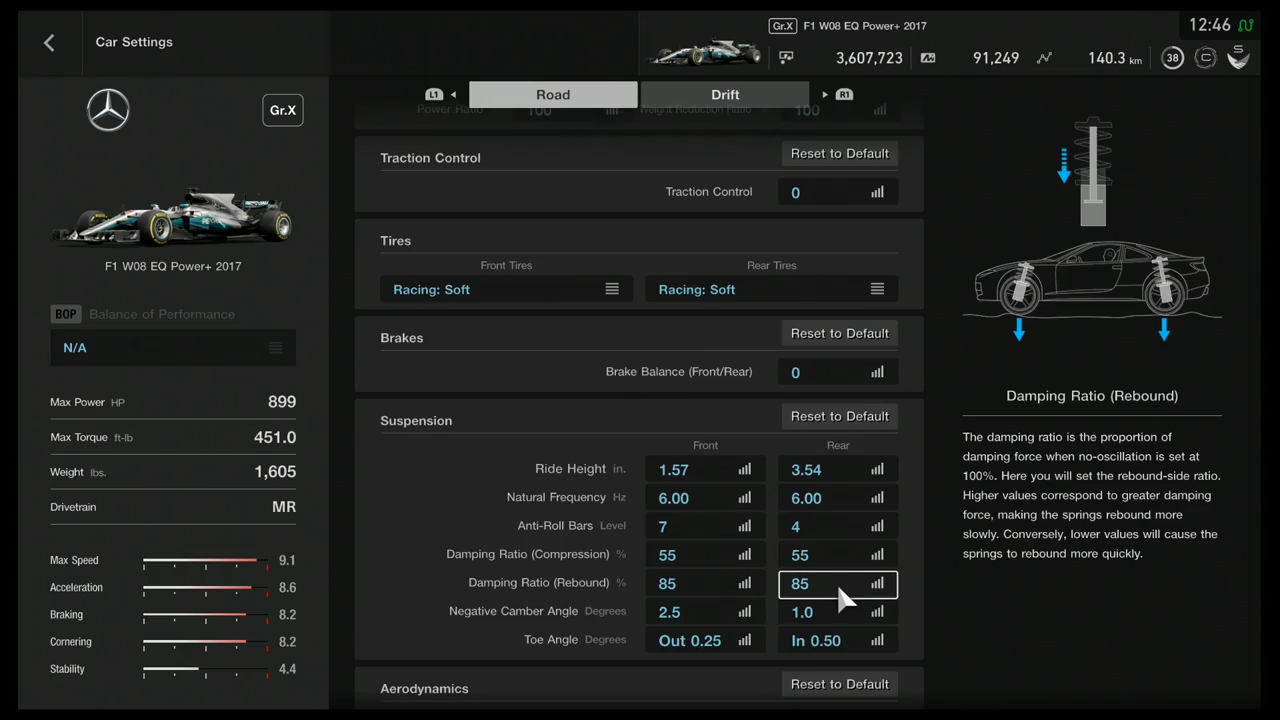 Car Settings
Gr.X F1 W08 EQ Power+ 2017
12:46
3,607,723
91,249
140.3 km
38
C
S
Gr.X
F1 W08 EQ Power+ 2017
BOP Balance of Performance
N/A
Max Power HP 899
Max Torque ft-lb 451.0
Weight lbs. 1,605
Drivetrain MR
Max Speed 9.1
Acceleration 8.6
Braking 8.2
Cornering 8.2
Stability 4.4
L1 Road Drift R1
Power Ratio 100 Weight Reduction Ratio 100
Traction Control Reset to Default
Traction Control 0
Tires
Front Tires Rear Tires
Racing: Soft Racing: Soft
Brakes Reset to Default
Brake Balance (Front/Rear) 0
Suspension Reset to Default
Front Rear
Ride Height in. 1.57 3.54
Natural Frequency Hz 6.00 6.00
Anti-Roll Bars Level 7 4
Damping Ratio (Compression) % 55 55
Damping Ratio (Rebound) % 85 85
Negative Camber Angle Degrees 2.5 1.0
Toe Angle Degrees Out 0.25 In 0.50
Aerodynamics Reset to Default
Damping Ratio (Rebound)
The damping ratio is the proportion of
damping force when no-oscillation is set at
100%. Here you will set the rebound-side ratio.
Higher values correspond to greater damping
force, making the springs rebound more
slowly. Conversely, lower values will cause the
springs to rebound more quickly.